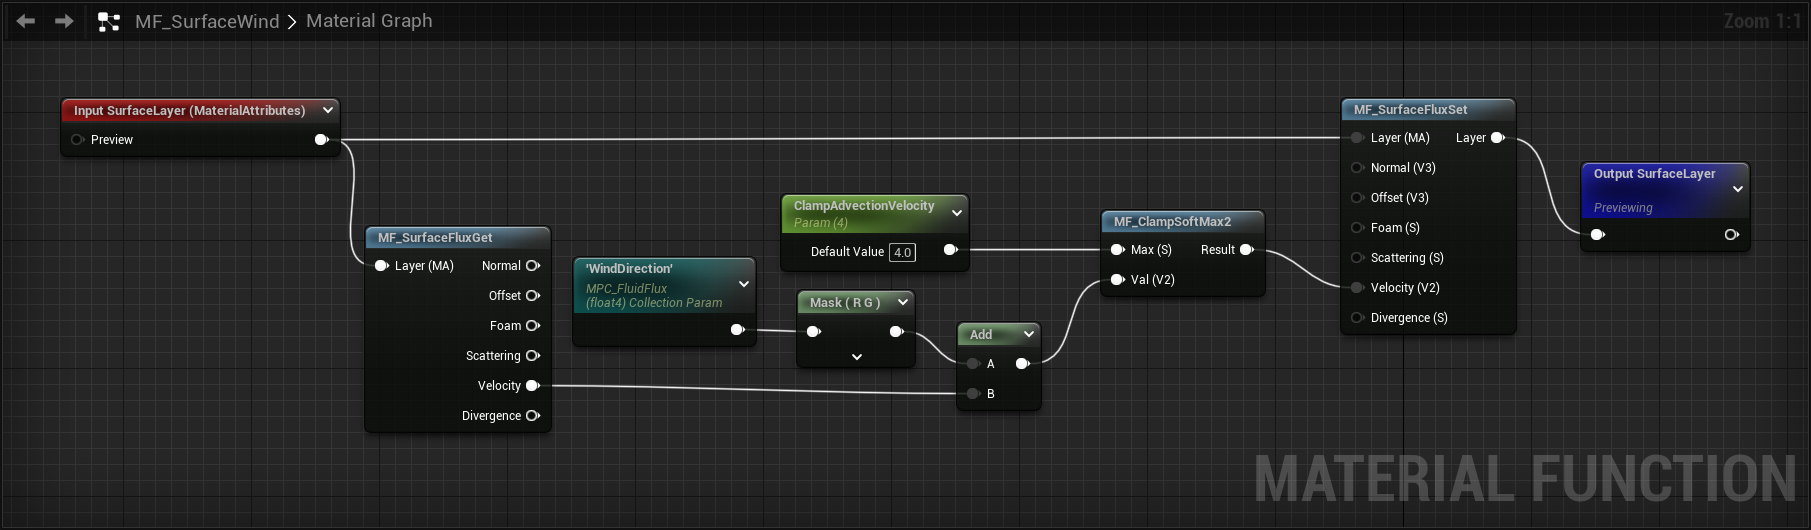 MF_SurfaceWind > Material Graph
Zoom 1:1
Input SurfaceLayer (MaterialAttributes)
Preview
MF_SurfaceFluxGet
Layer (MA) Normal
Offset
Foam
Scattering
Velocity
Divergence
'WindDirection'
MPC_FluidFlux
(float4) Collection Param
ClampAdvectionVelocity
Param (4)
Default Value 4.0
Mask ( R G )
Add
A
B
MF_ClampSoftMax2
Max (S) Result
Val (V2)
MF_SurfaceFluxSet
Layer (MA) Layer
Normal (V3)
Offset (V3)
Foam (S)
Scattering (S)
Velocity (V2)
Divergence (S)
Output SurfaceLayer
Previewing
MATERIAL FUNCTION